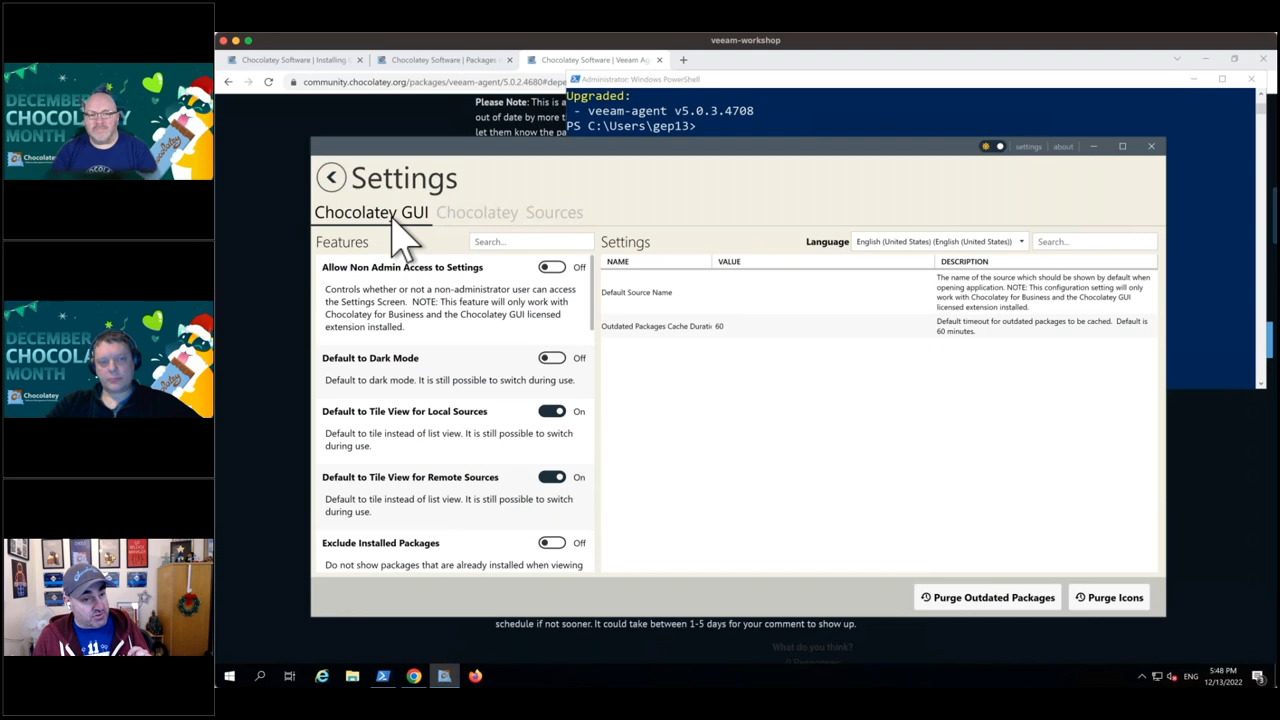 veeam-workshop
Chocolatey Software | Installing
Chocolatey Software | Packages
Chocolatey Software | Veeam Ag
community.chocolatey.org/packages/veeam-agent/5.0.2.4680#depe
Administrator: Windows PowerShell
Please Note: This is a
out of date by more t
let them know the pa
Upgraded:
- veeam-agent v5.0.3.4708
PS C:\Users\gep13>
settings
about
Settings
Chocolatey GUI
Chocolatey
Sources
Features
Search...
Settings
Language
English (United States) (English (United States))
Search...
NAME
VALUE
DESCRIPTION
Allow Non Admin Access to Settings
Off
Controls whether or not a non-administrator user can access
the Settings Screen. NOTE: This feature will only work with
Chocolatey for Business and the Chocolatey GUI licensed
extension installed.
Default to Dark Mode
Off
Default to dark mode. It is still possible to switch during use.
Default to Tile View for Local Sources
On
Default to tile instead of list view. It is still possible to switch
during use.
Default to Tile View for Remote Sources
On
Default to tile instead of list view. It is still possible to switch
during use.
Exclude Installed Packages
Off
Do not show packages that are already installed when viewing
Default Source Name
The name of the source which should be shown by default when
opening application. NOTE: This configuration setting will only
work with Chocolatey for Business and the Chocolatey GUI
licensed extension installed.
Outdated Packages Cache Durati
60
Default timeout for outdated packages to be cached. Default is
60 minutes.
Purge Outdated Packages
Purge Icons
schedule if not sooner. It could take between 1-5 days for your comment to show up.
What do you think?
ENG
5:48 PM
12/13/2022
DECEMBER
CHOCOL
MONTH
Chocolatey
DECEMBER
CHOCOLA
MONTH
Chocolatey